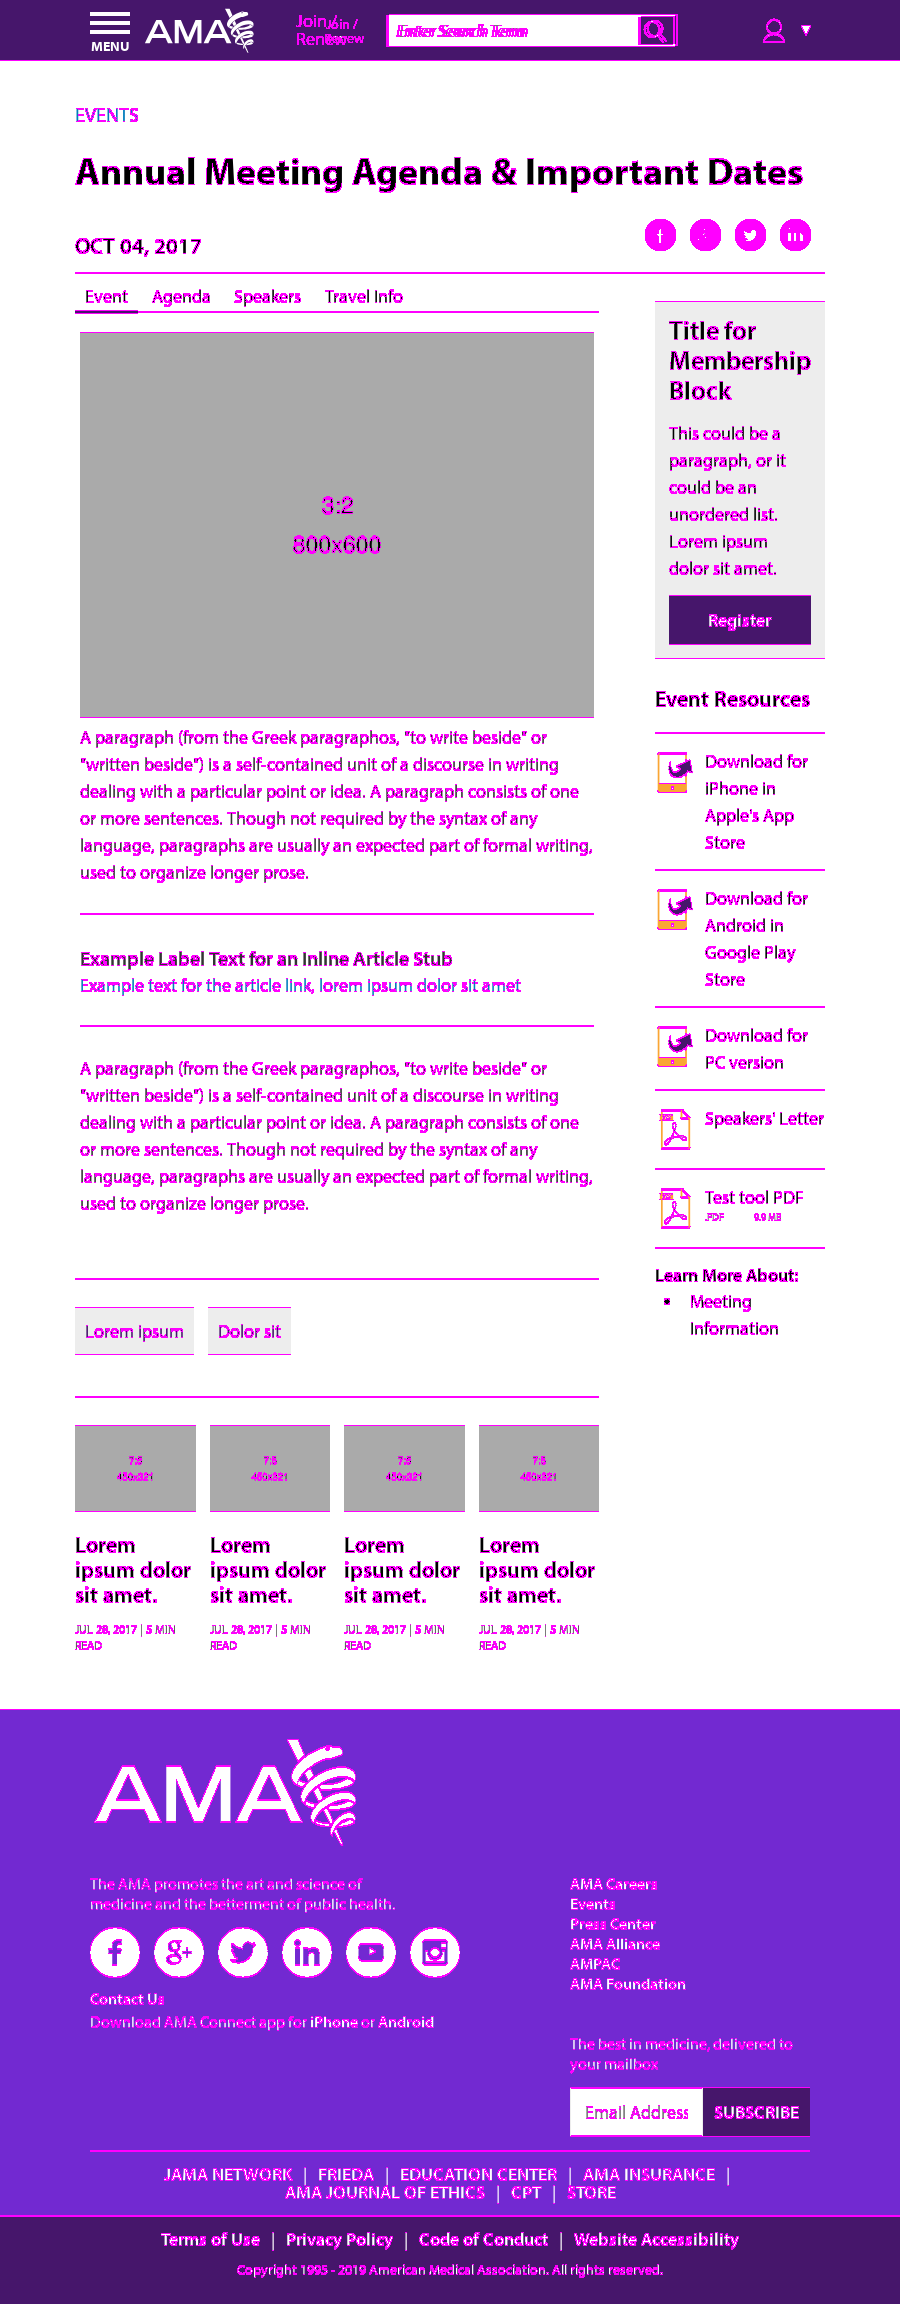 MENU
AMA
Join /
Renew
Enter Search Term
EVENTS
Annual Meeting Agenda & Important Dates
OCT 04, 2017
Event Agenda Speakers Travel Info
3:2
800x600
A paragraph (from the Greek paragraphos, "to write beside" or
"written beside") is a self-contained unit of a discourse in writing
dealing with a particular point or idea. A paragraph consists of one
or more sentences. Though not required by the syntax of any
language, paragraphs are usually an expected part of formal writing,
used to organize longer prose.
Example Label Text for an Inline Article Stub
Example text for the article link, lorem ipsum dolor sit amet
A paragraph (from the Greek paragraphos, "to write beside" or
"written beside") is a self-contained unit of a discourse in writing
dealing with a particular point or idea. A paragraph consists of one
or more sentences. Though not required by the syntax of any
language, paragraphs are usually an expected part of formal writing,
used to organize longer prose.
Lorem ipsum Dolor sit
Title for
Membership
Block
This could be a
paragraph, or it
could be an
unordered list.
Lorem ipsum
dolor sit amet.
Register
Event Resources
Download for
iPhone in
Apple's App
Store
Download for
Android in
Google Play
Store
Download for
PC version
Speakers' Letter
Test tool PDF
.PDF 9.9 MB
Learn More About:
Meeting
Information
7:5 7:5 7:5 7:5
450x321 450x321 450x321 450x321
Lorem Lorem Lorem Lorem
ipsum dolor ipsum dolor ipsum dolor ipsum dolor
sit amet. sit amet. sit amet. sit amet.
JUL 28, 2017 | 5 MIN JUL 28, 2017 | 5 MIN JUL 28, 2017 | 5 MIN JUL 28, 2017 | 5 MIN
READ READ READ READ
AMA
The AMA promotes the art and science of
medicine and the betterment of public health.
Contact Us
Download AMA Connect app for iPhone or Android
AMA Careers
Events
Press Center
AMA Alliance
AMPAC
AMA Foundation
The best in medicine, delivered to
your mailbox
Email Address SUBSCRIBE
JAMA NETWORK | FRIEDA | EDUCATION CENTER | AMA INSURANCE |
AMA JOURNAL OF ETHICS | CPT | STORE
Terms of Use | Privacy Policy | Code of Conduct | Website Accessibility
Copyright 1995 - 2019 American Medical Association. All rights reserved.